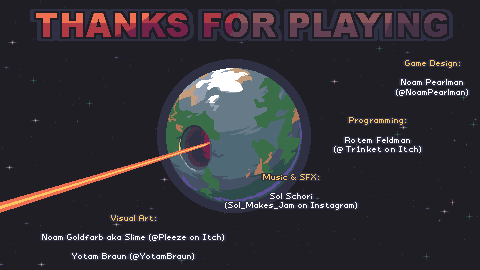 THANKS FOR PLAYING
Game Design:
Noam Pearlman
(@NoamPearlman)
Programming:
Rotem Feldman
(@Tr1nket on Itch)
Music & SFX:
Sol Schori
(Sol_Makes_Jam on Instagram)
Visual Art:
Noam Goldfarb aka Slime (@Pleeze on Itch)
Yotam Braun (@YotamBraun)